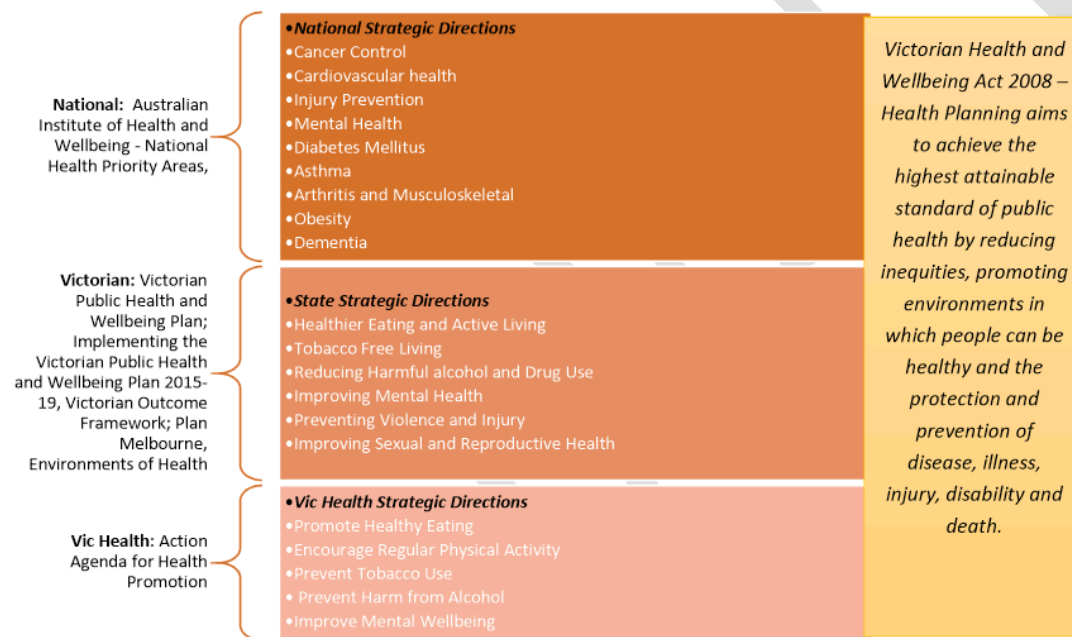 National: Australian
Institute of Health and
Wellbeing - National
Health Priority Areas,
•National Strategic Directions
•Cancer Control
•Cardiovascular health
•Injury Prevention
•Mental Health
•Diabetes Mellitus
•Asthma
•Arthritis and Musculoskeletal
•Obesity
•Dementia
Victorian: Victorian
Public Health and
Wellbeing Plan;
Implementing the
Victorian Public Health
and Wellbeing Plan 2015-
19, Victorian Outcome
Framework; Plan
Melbourne,
Environments of Health
•State Strategic Directions
•Healthier Eating and Active Living
•Tobacco Free Living
•Reducing Harmful alcohol and Drug Use
•Improving Mental Health
•Preventing Violence and Injury
•Improving Sexual and Reproductive Health
Vic Health: Action
Agenda for Health
Promotion
•Vic Health Strategic Directions
•Promote Healthy Eating
•Encourage Regular Physical Activity
•Prevent Tobacco Use
• Prevent Harm from Alcohol
•Improve Mental Wellbeing
Victorian Health and
Wellbeing Act 2008 –
Health Planning aims
to achieve the
highest attainable
standard of public
health by reducing
inequities, promoting
environments in
which people can be
healthy and the
protection and
prevention of
disease, illness,
injury, disability and
death.